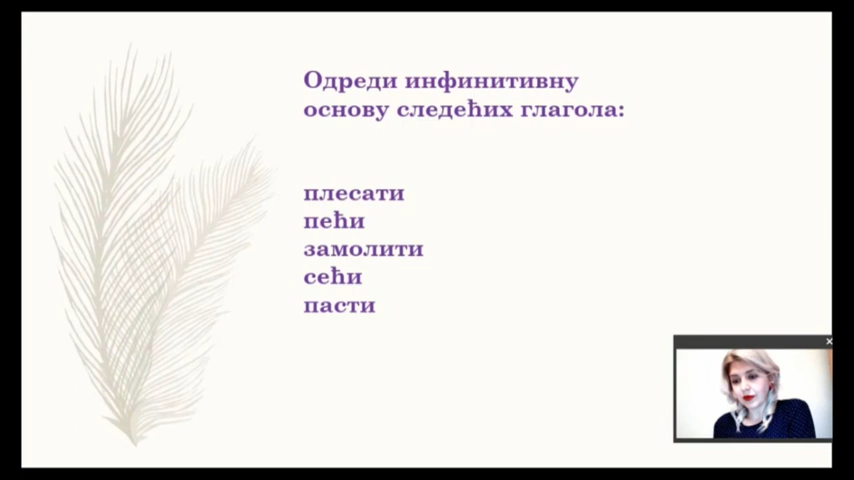 Одреди инфинитивну
основу следећих глагола:
плесати
пећи
замолити
сећи
пасти